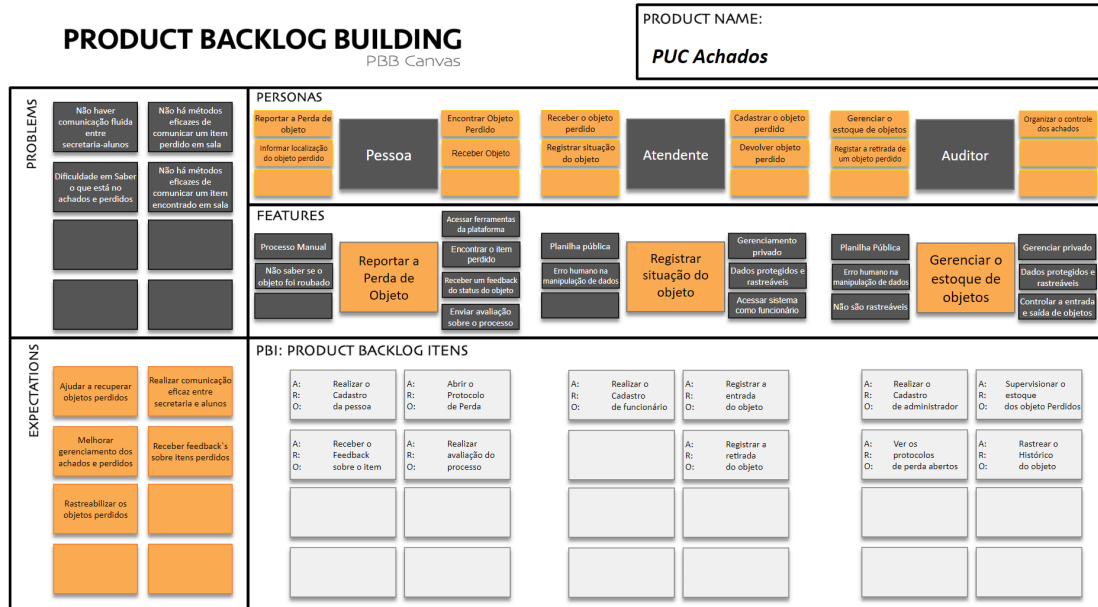 PRODUCT BACKLOG BUILDING
PBB Canvas
PRODUCT NAME:
PUC Achados
PROBLEMS
Não haver
comunicação fluida
entre
secretaria-alunos
Não há métodos
eficazes de
comunicar um item
perdido em sala
Dificuldade em Saber
o que está no
achados e perdidos
Não há métodos
eficazes de
comunicar um item
encontrado em sala
PERSONAS
Reportar a Perda de
objeto
Informar localização
do objeto perdido
Pessoa
Encontrar Objeto
Perdido
Receber Objeto
Receber o objeto
perdido
Registrar situação
do objeto
Atendente
Cadastrar o objeto
perdido
Devolver objeto
perdido
Gerenciar o
estoque de objetos
Registar a retirada de
um objeto perdido
Auditor
Organizar o controle
dos achados
FEATURES
Processo Manual
Não saber se o
objeto foi roubado
Reportar a
Perda de
Objeto
Acessar ferramentas
da plataforma
Encontrar o item
perdido
Receber um feedback
do status do objeto
Enviar avaliação
sobre o processo
Planilha pública
Erro humano na
manipulação de dados
Registrar
situação do
objeto
Gerenciamento
privado
Dados protegidos e
rastreáveis
Acessar sistema
como funcionário
Planilha Pública
Erro humano na
manipulação de dados
Não são rastreáveis
Gerenciar o
estoque de
objetos
Gerenciar privado
Dados protegidos e
rastreáveis
Controlar a entrada
e saída de objetos
EXPECTATIONS
Ajudar a recuperar
objetos perdidos
Realizar comunicação
eficaz entre
secretaria e alunos
Melhorar
gerenciamento dos
achados e perdidos
Receber feedback`s
sobre itens perdidos
Rastreabilizar os
objetos perdidos
PBI: PRODUCT BACKLOG ITENS
A: Realizar o
R: Cadastro
O: da pessoa
A: Abrir o
R: Protocolo
O: de Perda
A: Receber o
R: Feedback
O: sobre o item
A: Realizar
R: avaliação do
O: processo
A: Realizar o
R: Cadastro
O: de funcionário
A: Registrar a
R: entrada
O: do objeto
A: Registrar a
R: retirada
O: do objeto
A: Realizar o
R: Cadastro
O: de administrador
A: Supervisionar o
R: estoque
O: dos objeto Perdidos
A: Ver os
R: protocolos
O: de perda abertos
A: Rastrear o
R: Histórico
O: do objeto